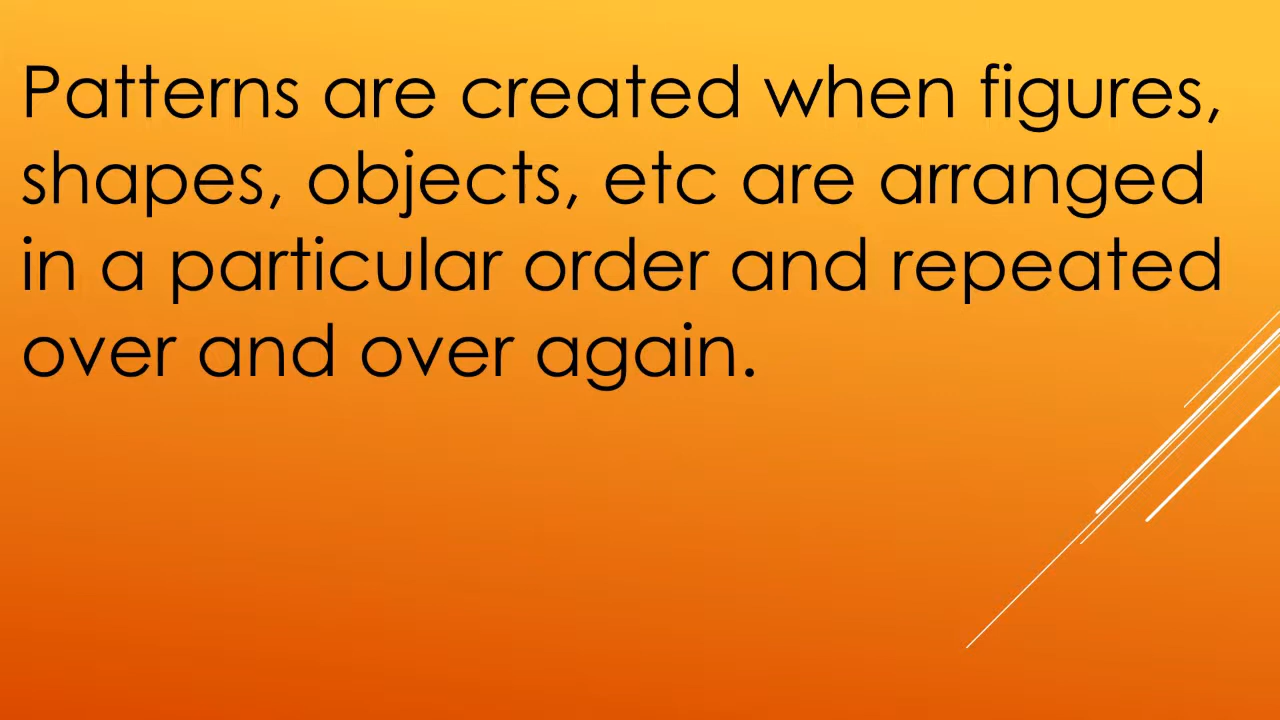 Patterns are created when figures,
shapes, objects, etc are arranged
in a particular order and repeated
over and over again.